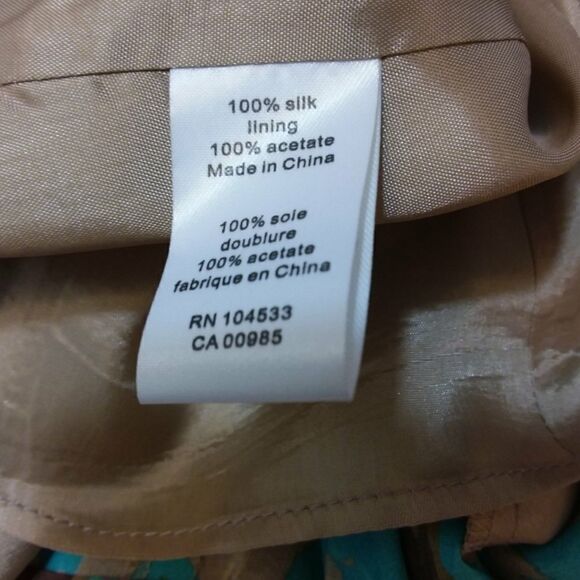 100% silk
lining
100% acetate
Made in China
100% soie
doublure
100% acetate
fabrique en China
RN 104533
CA 00985